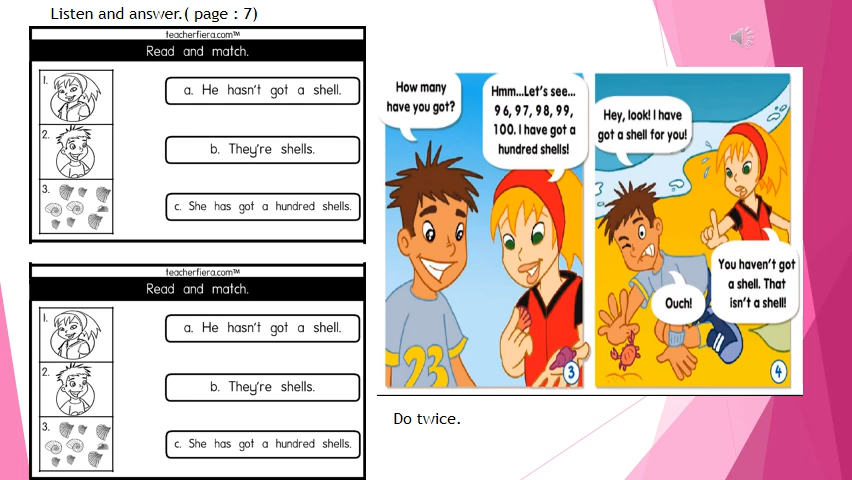 Listen and answer.( page : 7)
teacherfiera.com™
Read and match.
1.
a. He hasn't got a shell.
2.
b. They're shells.
3.
c. She has got a hundred shells.
teacherfiera.com™
Read and match.
1.
a. He hasn't got a shell.
2.
b. They're shells.
3.
c. She has got a hundred shells.
How many
have you got?
Hmm...Let's see...
96, 97, 98, 99,
100. I have got a
hundred shells!
23
3
Hey, look! I have
got a shell for you!
Ouch!
You haven't got
a shell. That
isn't a shell!
4
Do twice.